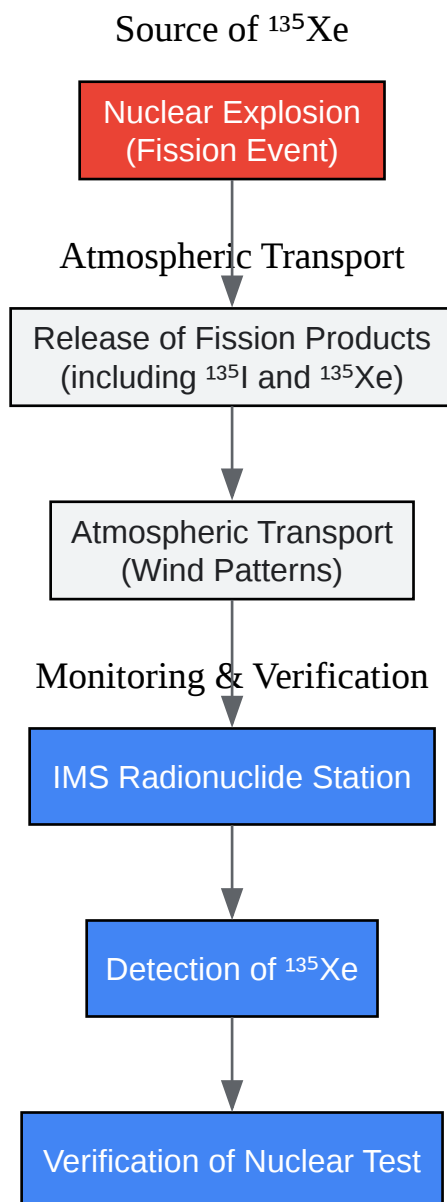 Source of ¹³⁵Xe
Nuclear Explosion
(Fission Event)
Atmospheric Transport
Release of Fission Products
(including ¹³⁵I and ¹³⁵Xe)
Atmospheric Transport
(Wind Patterns)
Monitoring & Verification
IMS Radionuclide Station
Detection of ¹³⁵Xe
Verification of Nuclear Test